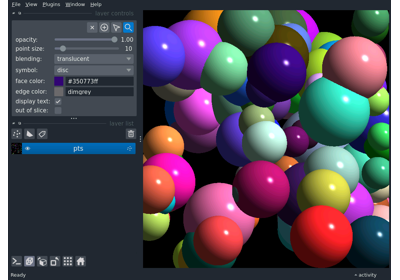 File View Plugins Window Help
layer controls
opacity: 1.00
point size: 10
blending: translucent
symbol: disc
face color: #350773ff
edge color: dimgrey
display text:
out of slice:
layer list
pts
Ready
activity